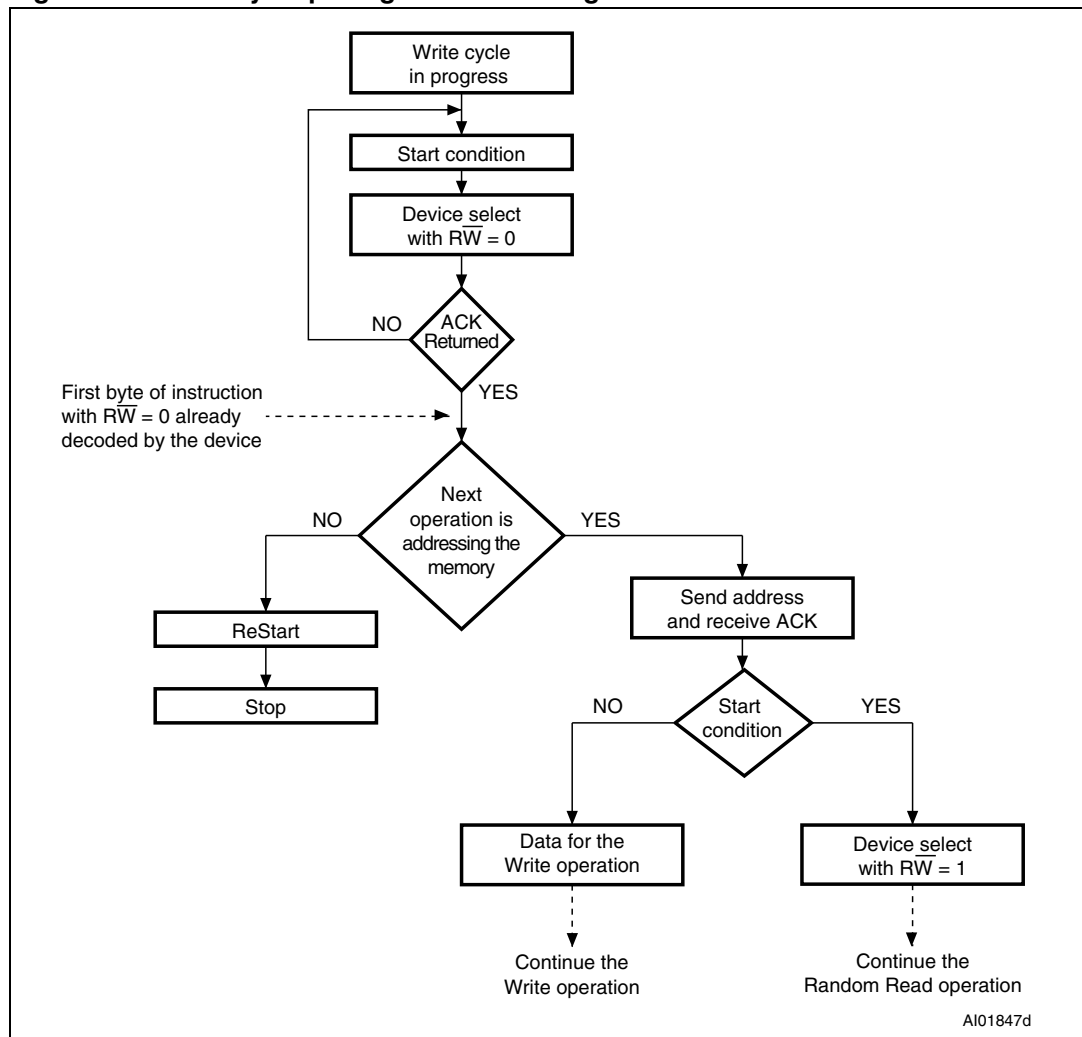 Write cycle
in progress
Start condition
Device select
with RW̅ = 0
NO
ACK
Returned
YES
First byte of instruction
with RW̅ = 0 already
decoded by the device
Next
operation is
addressing the
memory
NO
YES
Send address
and receive ACK
ReStart
Stop
NO
Start
condition
YES
Data for the
Write operation
Device select
with RW̅ = 1
Continue the
Write operation
Continue the
Random Read operation
AI01847d